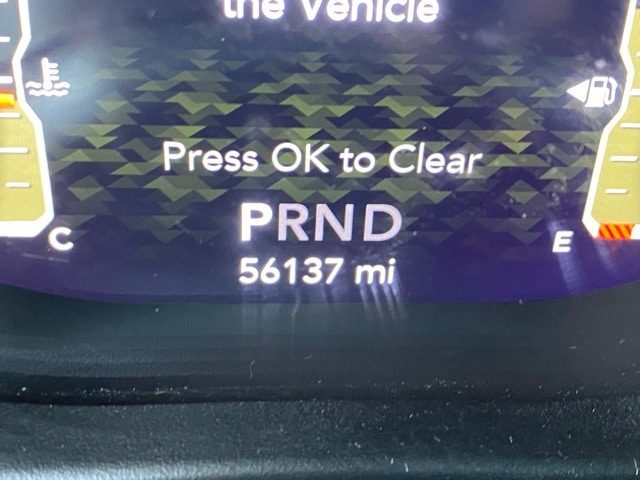 the Vehicle
Press OK to Clear
PRND
C
E
56137 mi